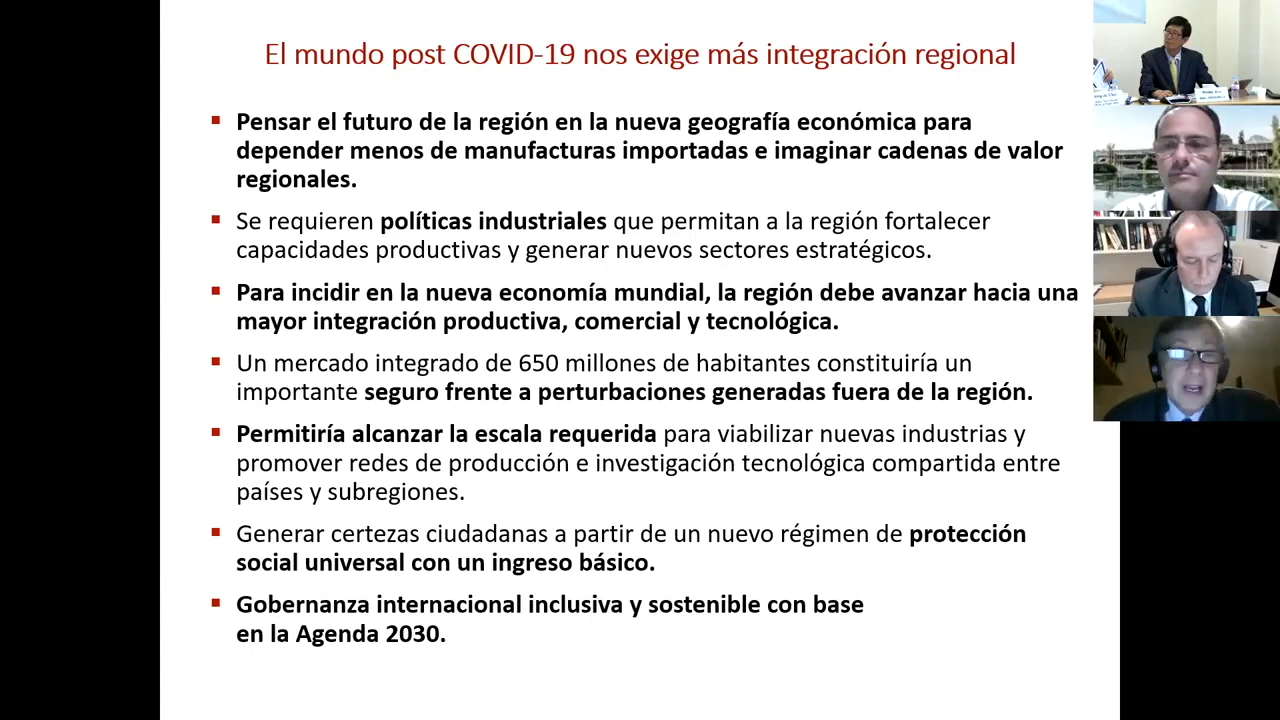 El mundo post COVID-19 nos exige más integración regional
▪ Pensar el futuro de la región en la nueva geografía económica para
depender menos de manufacturas importadas e imaginar cadenas de valor
regionales.
▪ Se requieren políticas industriales que permitan a la región fortalecer
capacidades productivas y generar nuevos sectores estratégicos.
▪ Para incidir en la nueva economía mundial, la región debe avanzar hacia una
mayor integración productiva, comercial y tecnológica.
▪ Un mercado integrado de 650 millones de habitantes constituiría un
importante seguro frente a perturbaciones generadas fuera de la región.
▪ Permitiría alcanzar la escala requerida para viabilizar nuevas industrias y
promover redes de producción e investigación tecnológica compartida entre
países y subregiones.
▪ Generar certezas ciudadanas a partir de un nuevo régimen de protección
social universal con un ingreso básico.
▪ Gobernanza internacional inclusiva y sostenible con base
en la Agenda 2030.